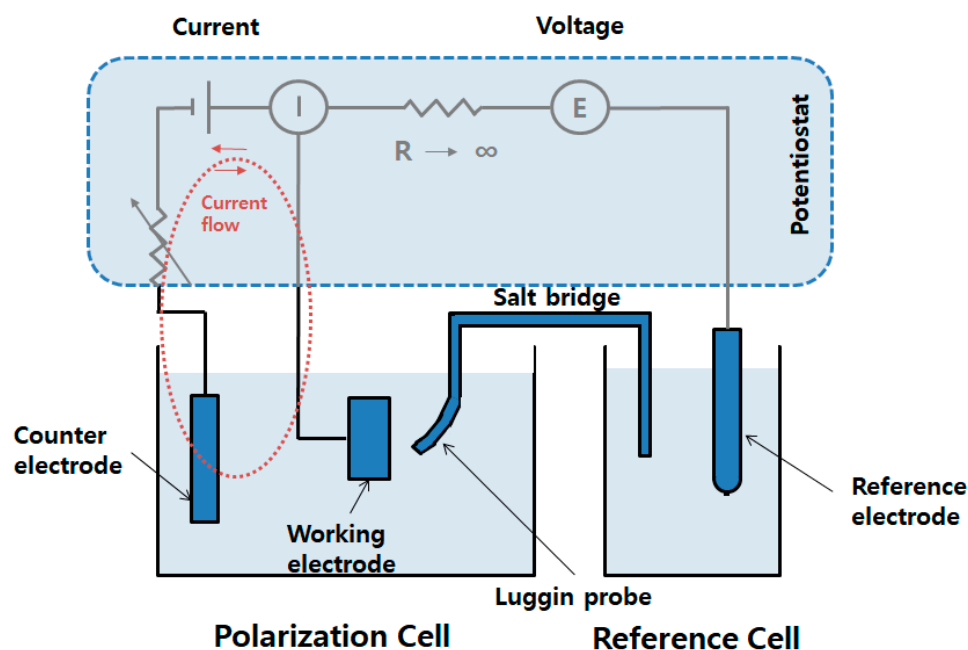 Current
Voltage
I
E
R → ∞
Potentiostat
Current
flow
Salt bridge
Counter
electrode
Working
electrode
Reference
electrode
Luggin probe
Polarization Cell
Reference Cell